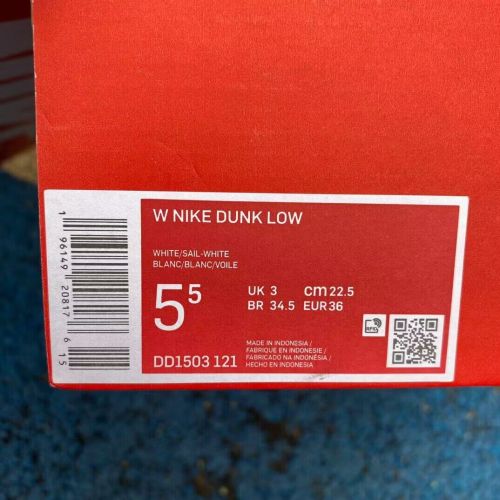 W NIKE DUNK LOW
WHITE/SAIL-WHITE
BLANC/BLANC/VOILE
5⁵
UK 3 cm 22.5
BR 34.5 EUR 36
DD1503 121
MADE IN INDONESIA /
FABRIQUE EN INDONESIE /
FABRICADO NA INDONÉSIA /
HECHO EN INDONESIA
RFID
1 96149 20817 6 15